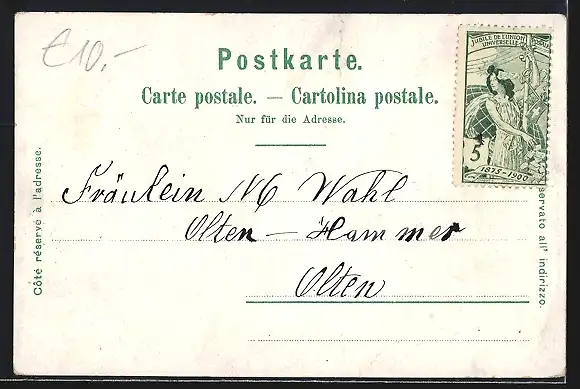 €10,-
Postkarte.
Carte postale. — Cartolina postale.
Nur für die Adresse.
JUBILÉ DE L'UNION
POSTALE
UNIVERSELLE
5
1875-1900
Fräulein M Wahl
Olten - Hammer
Olten
Côté réservé à l'adresse.
all' indirizzo.